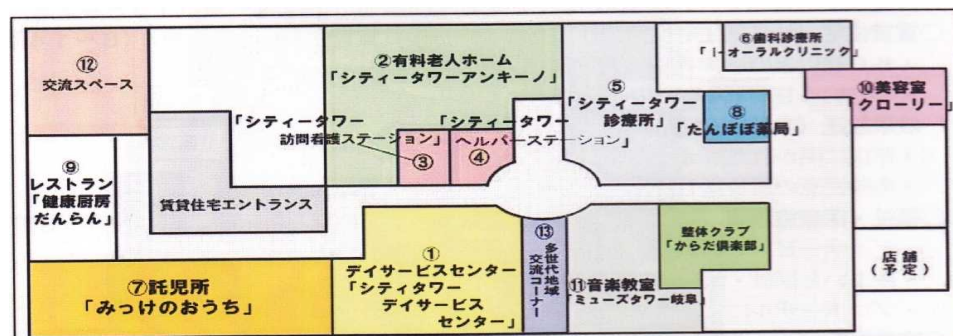 ⑫
交流スペース
②有料老人ホーム
「シティータワーアンキーノ」
「シティータワー
訪問看護ステーション」
③
「シティータワー
ヘルパーステーション」
④
⑤
「シティータワー
診療所」
⑥歯科診療所
「i-オーラルクリニック」
⑧
「たんぽぽ薬局」
⑩美容室
「クローリー」
⑨
レストラン
「健康厨房
だんらん」
賃貸住宅エントランス
⑦託児所
「みっけのおうち」
①
デイサービスセンター
「シティタワー
デイサービス
センター」
⑬
多世代地域
交流コーナー
⑪音楽教室
「ミューズタワー岐阜」
整体クラブ
「からだ倶楽部」
店舗
(予定)